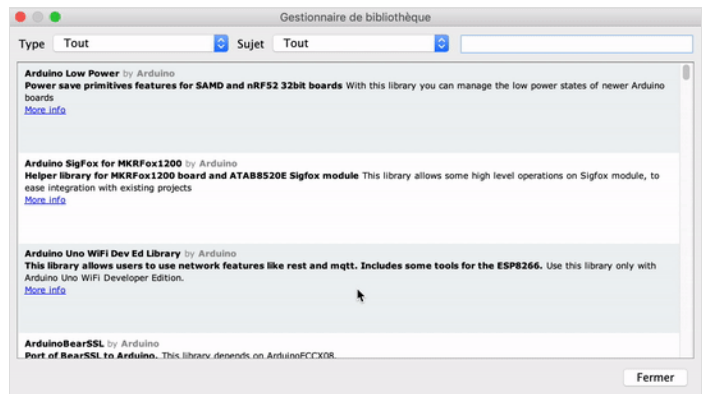 Gestionnaire de bibliothèque
Type Tout Sujet Tout
Arduino Low Power by Arduino
Power save primitives features for SAMD and nRF52 32bit boards With this library you can manage the low power states of newer Arduino
boards
More info
Arduino SigFox for MKRFox1200 by Arduino
Helper library for MKRFox1200 board and ATAB8520E Sigfox module This library allows some high level operations on Sigfox module, to
ease integration with existing projects
More info
Arduino Uno WiFi Dev Ed Library by Arduino
This library allows users to use network features like rest and mqtt. Includes some tools for the ESP8266. Use this library only with
Arduino Uno WiFi Developer Edition.
More info
ArduinoBearSSL by Arduino
Port of BearSSL to Arduino. This library depends on ArduinoECCX08.
Fermer